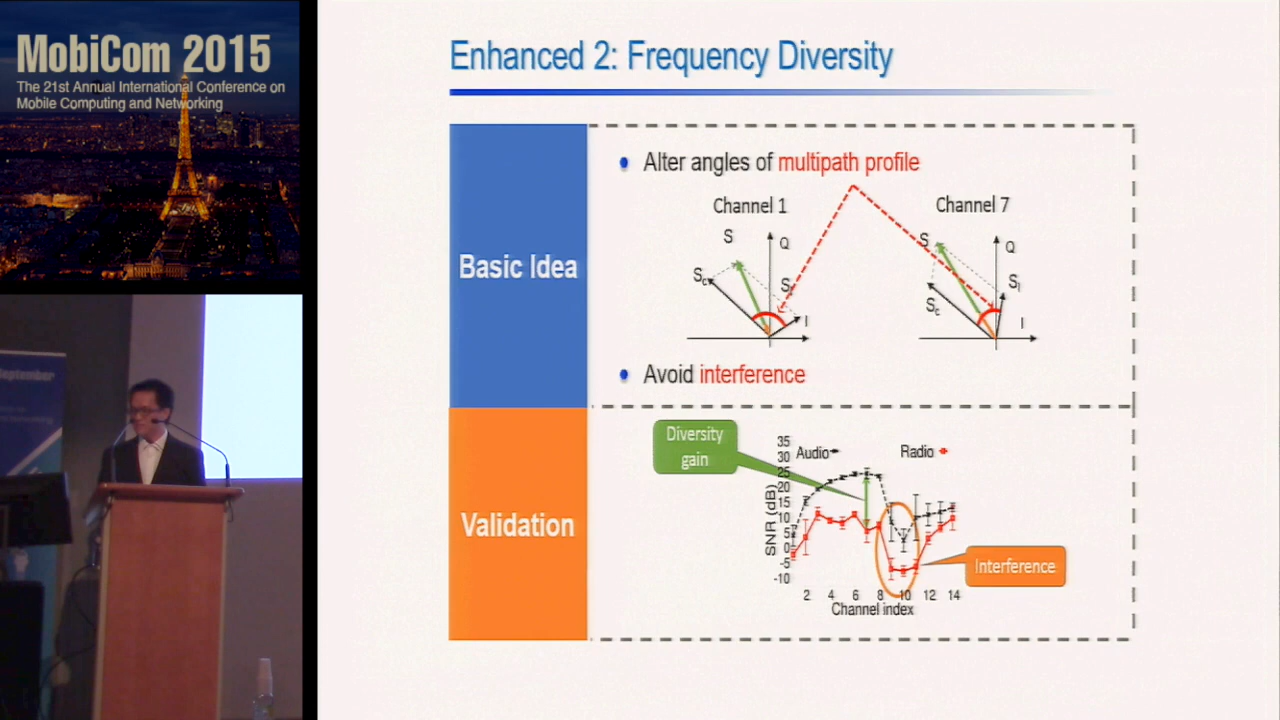 MobiCom 2015
The 21st Annual International Conference on
Mobile Computing and Networking
September
Enhanced 2: Frequency Diversity
Basic Idea
Alter angles of multipath profile
Channel 1
Channel 7
S
Q
Sc
I
S
Q
SI
Sc
I
Avoid interference
Validation
Diversity
gain
Audio
Radio
35
30
25
20
15
10
5
0
-5
-10
SNR (dB)
2 4 6 8 10 12 14
Channel index
Interference